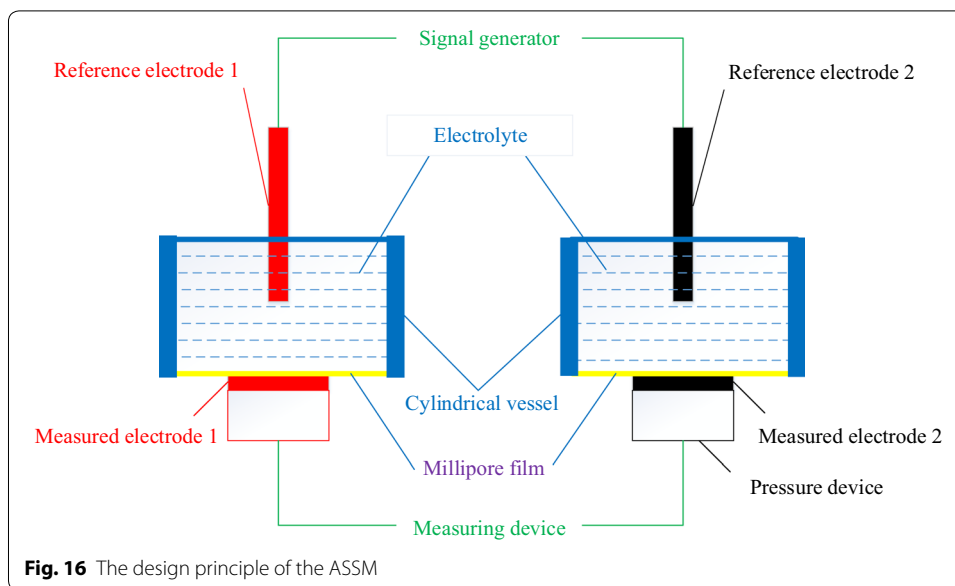 Signal generator
Reference electrode 1
Reference electrode 2
Electrolyte
Cylindrical vessel
Measured electrode 1
Measured electrode 2
Millipore film
Pressure device
Measuring device
Fig. 16 The design principle of the ASSM